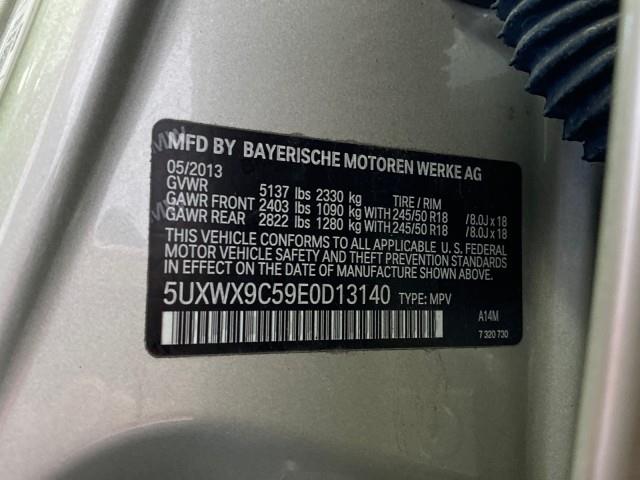 MFD BY BAYERISCHE MOTOREN WERKE AG
05/2013
GVWR 5137 lbs 2330 kg TIRE / RIM
GAWR FRONT 2403 lbs 1090 kg WITH 245/50 R18 /8.0J x 18
GAWR REAR 2822 lbs 1280 kg WITH 245/50 R18 /8.0J x 18
THIS VEHICLE CONFORMS TO ALL APPLICABLE U. S. FEDERAL
MOTOR VEHICLE SAFETY AND THEFT PREVENTION STANDARDS
IN EFFECT ON THE DATE OF MANUFACTURE SHOWN ABOVE.
5UXWX9C59E0D13140 TYPE: MPV
A14M
7 320 730